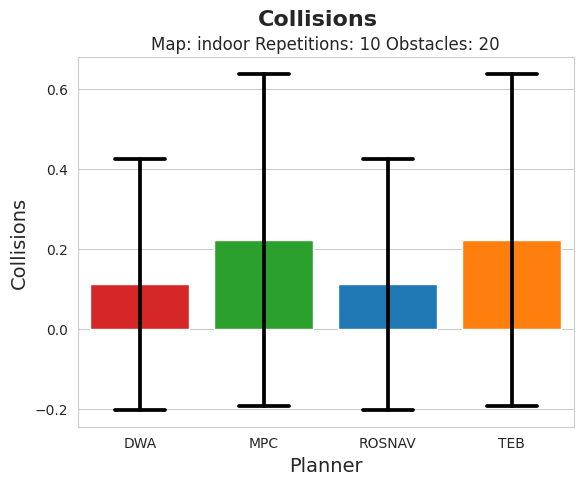 Collisions
Map: indoor Repetitions: 10 Obstacles: 20
Collisions
0.6
0.4
0.2
0.0
−0.2
DWA MPC ROSNAV TEB
Planner